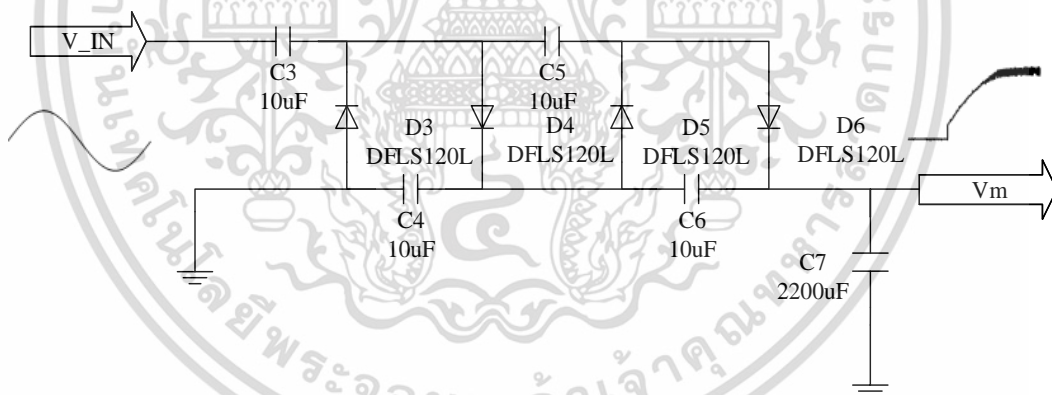 V_IN
C3
10uF
C5
10uF
D3
DFLS120L
D4
DFLS120L
D5
DFLS120L
D6
DFLS120L
C4
10uF
C6
10uF
Vm
C7
2200uF